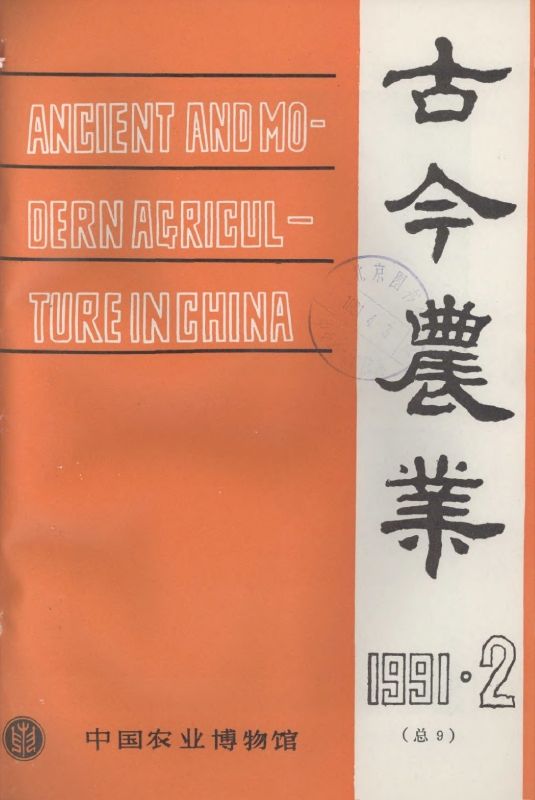 ANCIENT AND MO-
DERN AGRICUL-
TURE IN CHINA
古今農業
1991·2
(总9)
中国农业博物馆